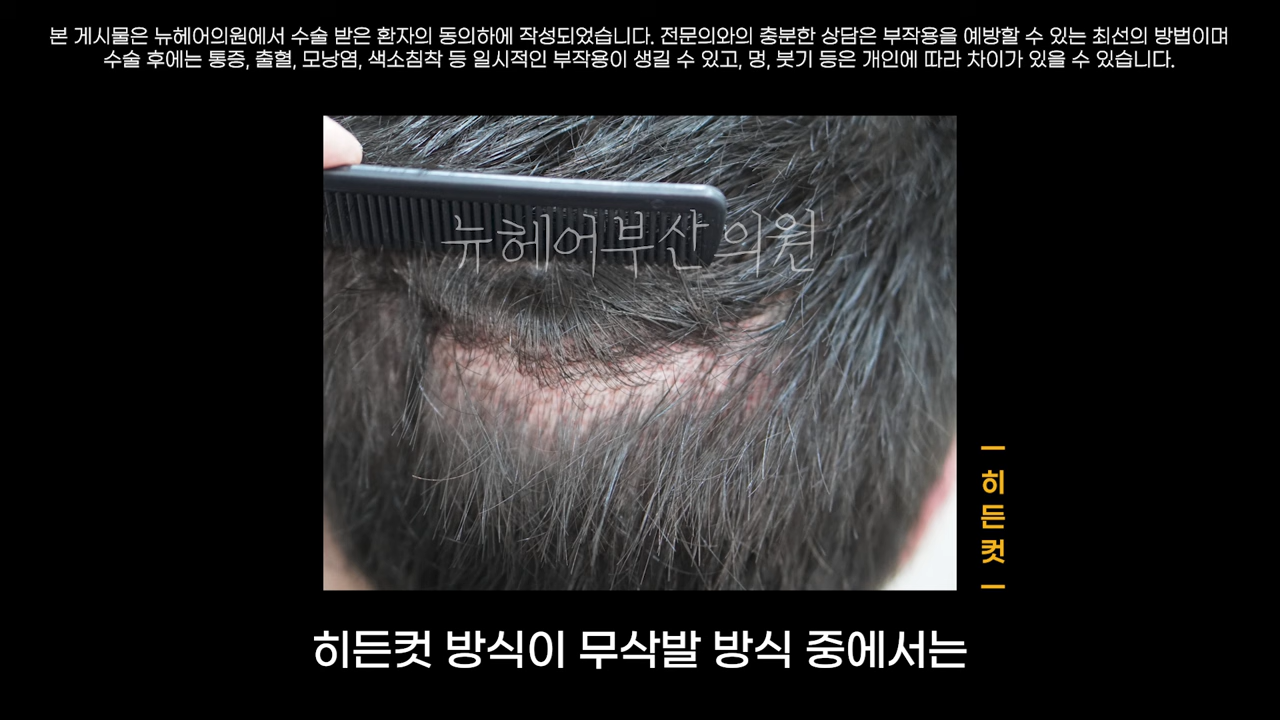 본 게시물은 뉴헤어의원에서 수술 받은 환자의 동의하에 작성되었습니다. 전문의와의 충분한 상담은 부작용을 예방할 수 있는 최선의 방법이며
수술 후에는 통증, 출혈, 모낭염, 색소침착 등 일시적인 부작용이 생길 수 있고, 멍, 붓기 등은 개인에 따라 차이가 있을 수 있습니다.
뉴헤어부산의원
히든컷
히든컷 방식이 무삭발 방식 중에서는